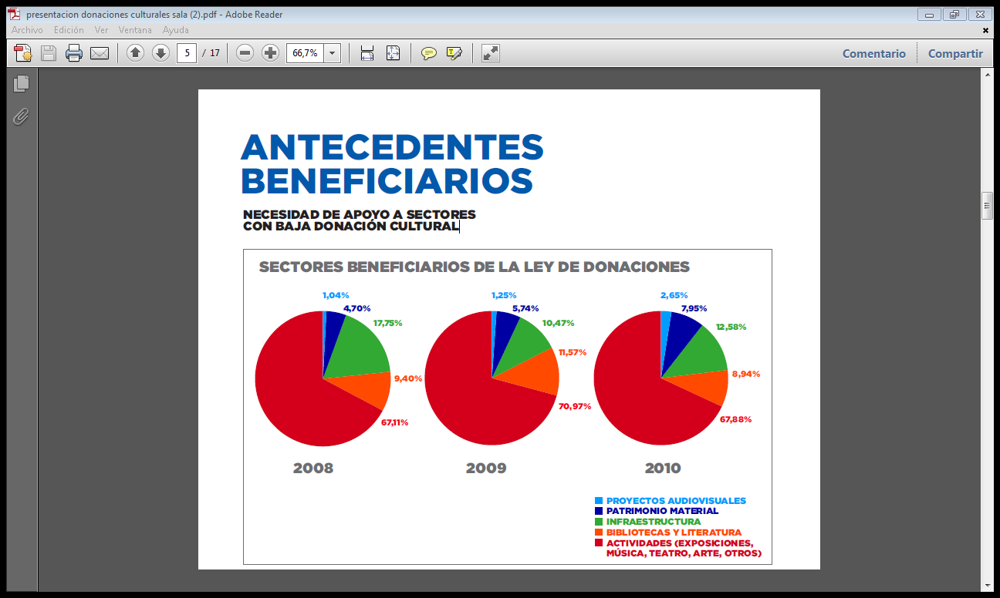 presentacion donaciones culturales sala (2).pdf - Adobe Reader
Archivo Edición Ver Ventana Ayuda
5 / 17 66,7% Comentario Compartir
ANTECEDENTES
BENEFICIARIOS
NECESIDAD DE APOYO A SECTORES
CON BAJA DONACIÓN CULTURAL
SECTORES BENEFICIARIOS DE LA LEY DE DONACIONES
1,04%
4,70%
17,75%
9,40%
67,11%
2008
1,25%
5,74%
10,47%
11,57%
70,97%
2009
2,65%
7,95%
12,58%
8,94%
67,88%
2010
PROYECTOS AUDIOVISUALES
PATRIMONIO MATERIAL
INFRAESTRUCTURA
BIBLIOTECAS Y LITERATURA
ACTIVIDADES (EXPOSICIONES,
MÚSICA, TEATRO, ARTE, OTROS)